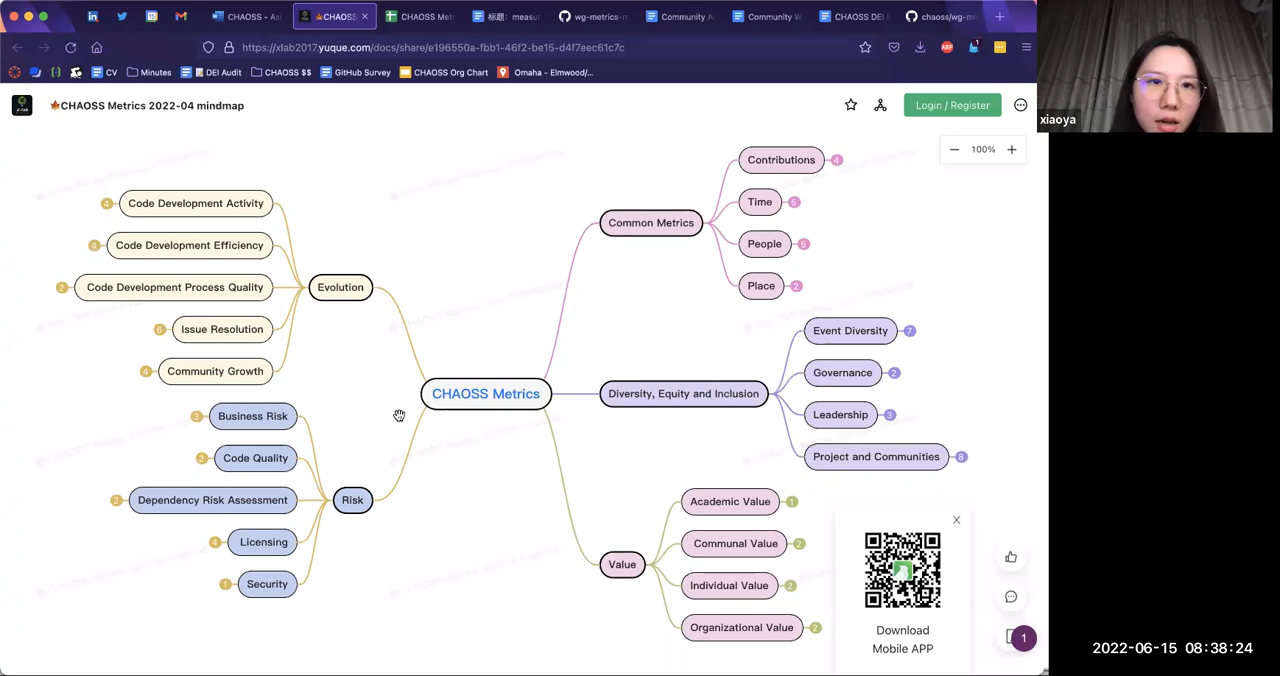 CHAOSS - Asi
CHAOSS
CHAOSS Met
标题：measur
wg-metrics-m
Community A
Community W
CHAOSS DEI
chaoss/wg-me
https://xlab2017.yuque.com/docs/share/e196550a-fbb1-46f2-be15-d4f7eec61c7c
ABP
1
CV
Minutes
DEI Audit
CHAOSS $$
GitHub Survey
CHAOSS Org Chart
Omaha - Elmwood/...
CHAOSS Metrics 2022-04 mindmap
Login / Register
100%
xiaoya
CHAOSS Metrics
Evolution
4 Code Development Activity
4 Code Development Efficiency
2 Code Development Process Quality
6 Issue Resolution
4 Community Growth
Risk
3 Business Risk
2 Code Quality
2 Dependency Risk Assessment
4 Licensing
1 Security
Common Metrics
Contributions 4
Time 5
People 5
Place 2
Diversity, Equity and Inclusion
Event Diversity 7
Governance 2
Leadership 3
Project and Communities 8
Value
Academic Value 1
Communal Value 2
Individual Value 2
Organizational Value 2
Download
Mobile APP
1
2022-06-15 08:38:24